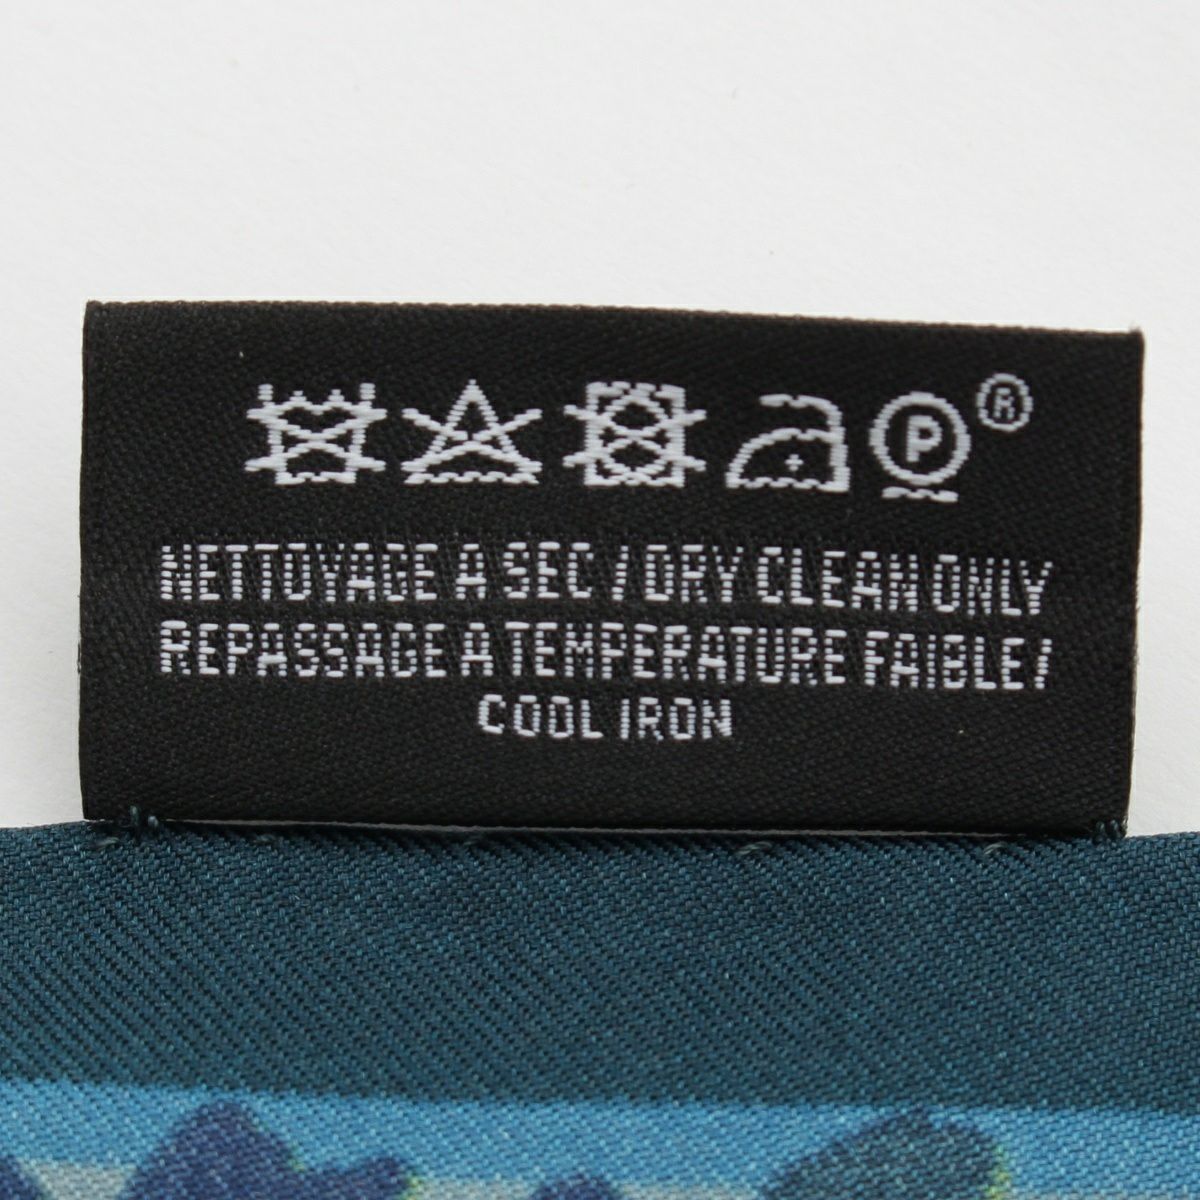 P ®
NETTOYAGE A SEC / DRY CLEAN ONLY
REPASSAGE A TEMPERATURE FAIBLE /
COOL IRON